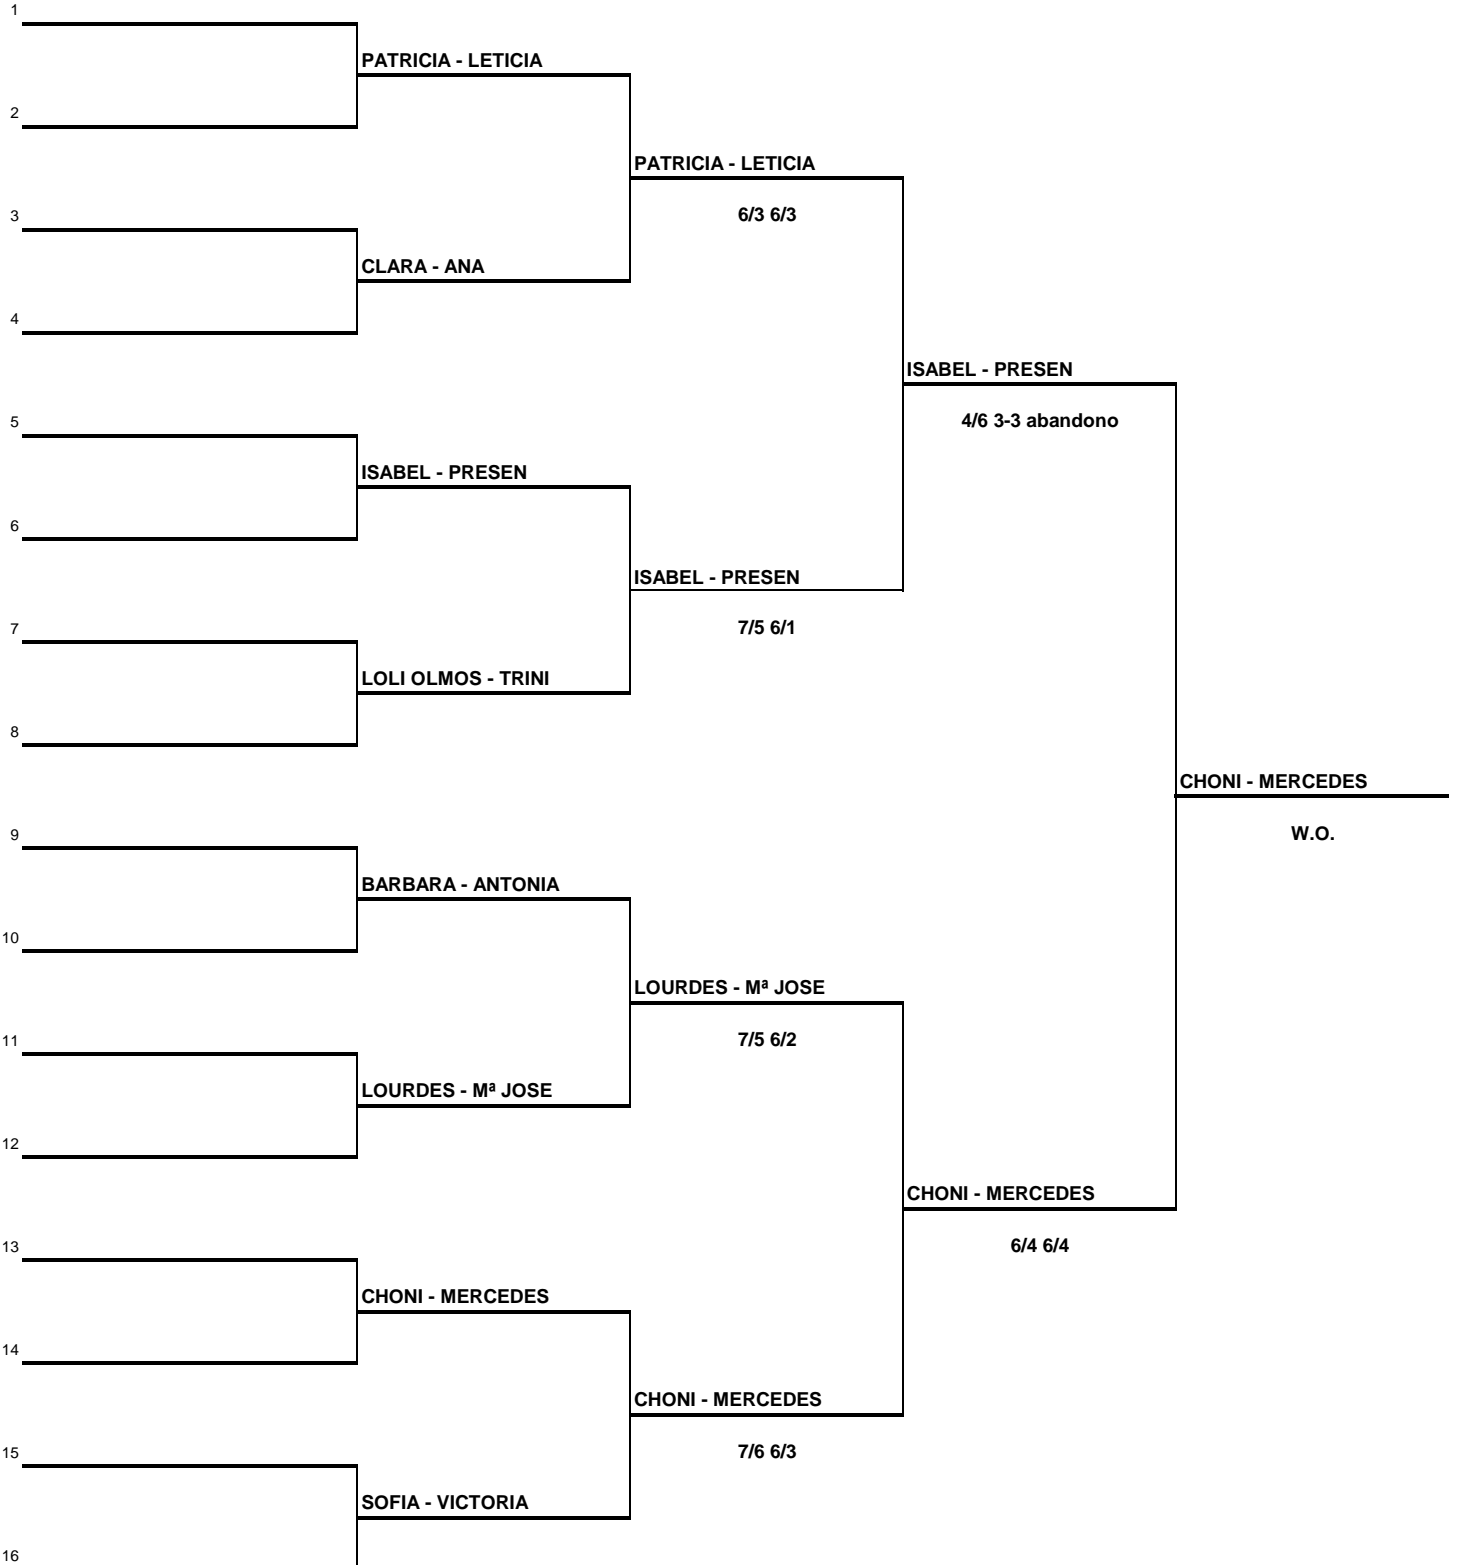 1
PATRICIA - LETICIA
2
PATRICIA - LETICIA
3
6/3 6/3
CLARA - ANA
4
ISABEL - PRESEN
5
4/6 3-3 abandono
ISABEL - PRESEN
6
ISABEL - PRESEN
7
7/5 6/1
LOLI OLMOS - TRINI
8
CHONI - MERCEDES
9
W.O.
BARBARA - ANTONIA
10
LOURDES - Mª JOSE
11
7/5 6/2
LOURDES - Mª JOSE
12
CHONI - MERCEDES
13
6/4 6/4
CHONI - MERCEDES
14
CHONI - MERCEDES
15
7/6 6/3
SOFIA - VICTORIA
16